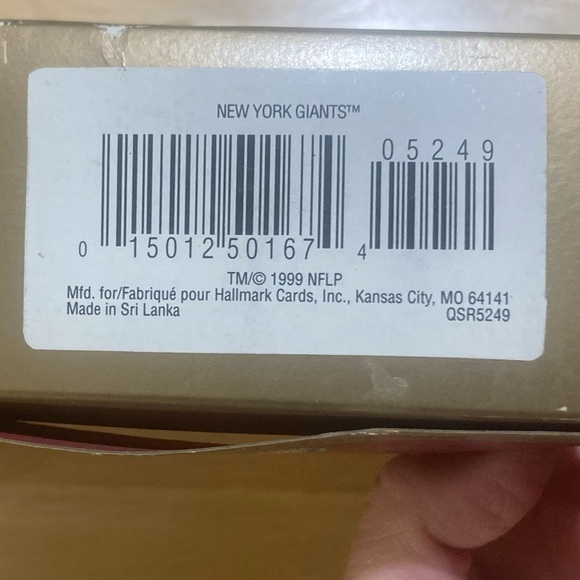 NEW YORK GIANTS™
05249
0 15012 50167 4
TM/© 1999 NFLP
Mfd. for/Fabriqué pour Hallmark Cards, Inc., Kansas City, MO 64141
Made in Sri Lanka QSR5249